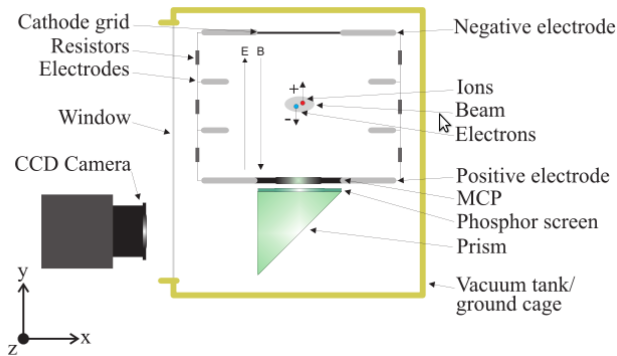 Cathode grid
Resistors
Electrodes
Window
CCD Camera
E
B
+
-
Negative electrode
Ions
Beam
Electrons
Positive electrode
MCP
Phosphor screen
Prism
Vacuum tank/
ground cage
y
z
x